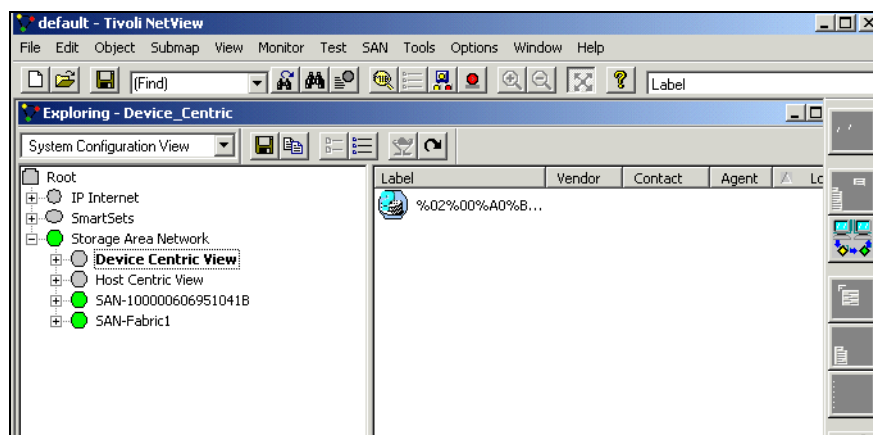 default - Tivoli NetView
File Edit Object Submap View Monitor Test SAN Tools Options Window Help
(Find) Label
Exploring - Device_Centric
System Configuration View
Root
IP Internet
SmartSets
Storage Area Network
Device Centric View
Host Centric View
SAN-100000606951041B
SAN-Fabric1
Label Vendor Contact Agent Lo
%02%00%A0%B...